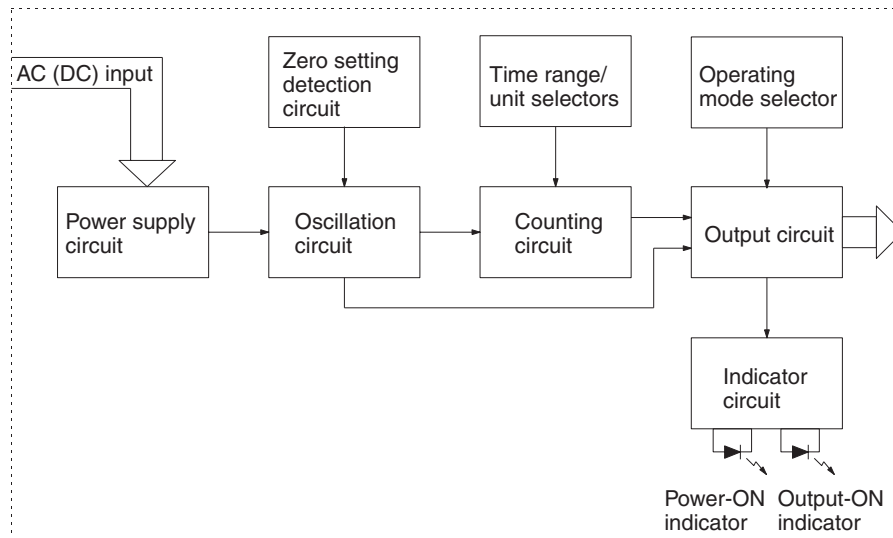 AC (DC) input
Zero setting
detection
circuit
Time range/
unit selectors
Operating
mode selector
Power supply
circuit
Oscillation
circuit
Counting
circuit
Output circuit
Indicator
circuit
Power-ON
indicator
Output-ON
indicator